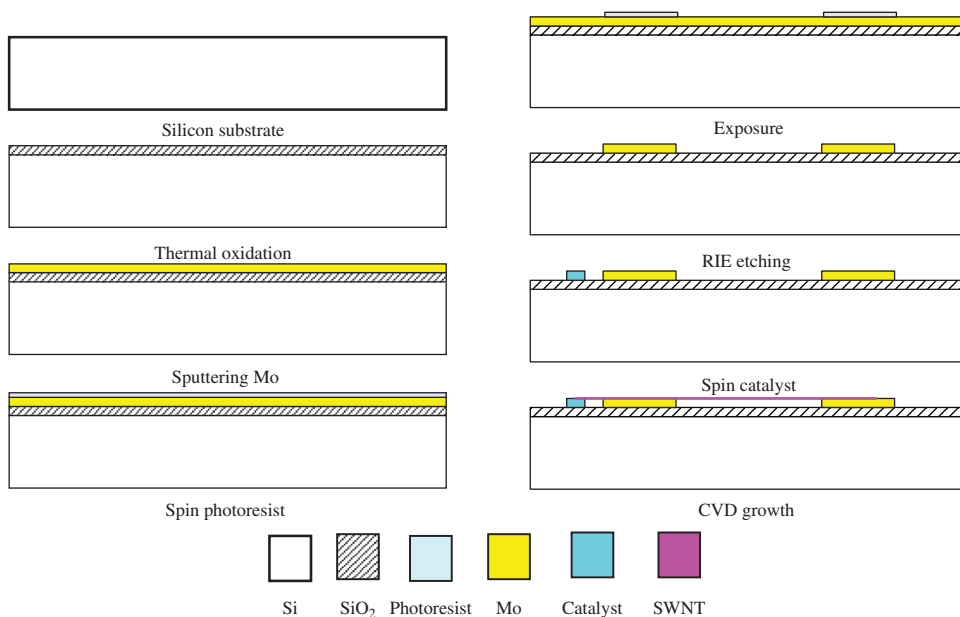 Silicon substrate
Thermal oxidation
Sputtering Mo
Spin photoresist
Exposure
RIE etching
Spin catalyst
CVD growth
Si
SiO₂
Photoresist
Mo
Catalyst
SWNT